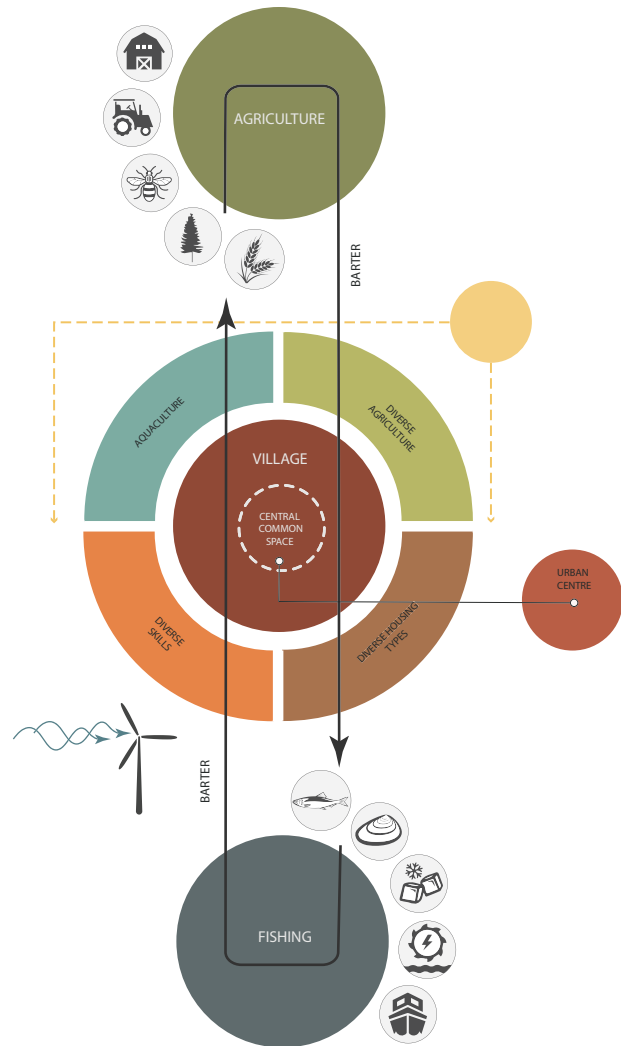 AGRICULTURE
BARTER
AQUACULTURE
DIVERSE
AGRICULTURE
VILLAGE
CENTRAL
COMMON
SPACE
URBAN
CENTRE
DIVERSE
SKILLS
DIVERSE HOUSING
TYPES
BARTER
FISHING